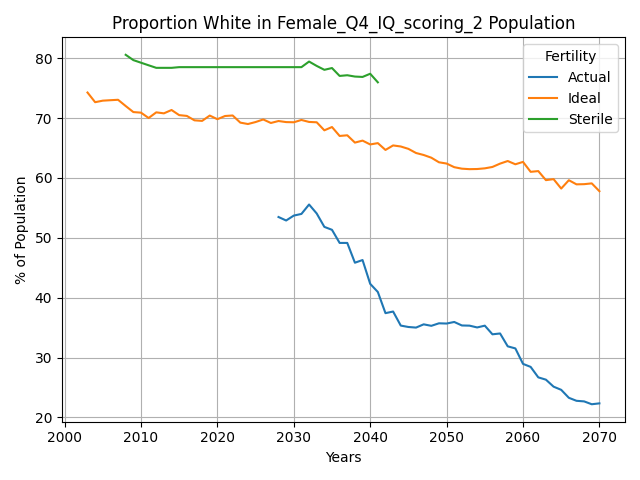 Proportion White in Female_Q4_IQ_scoring_2 Population
Fertility
Actual
Ideal
Sterile
% of Population
80
70
60
50
40
30
20
2000 2010 2020 2030 2040 2050 2060 2070
Years